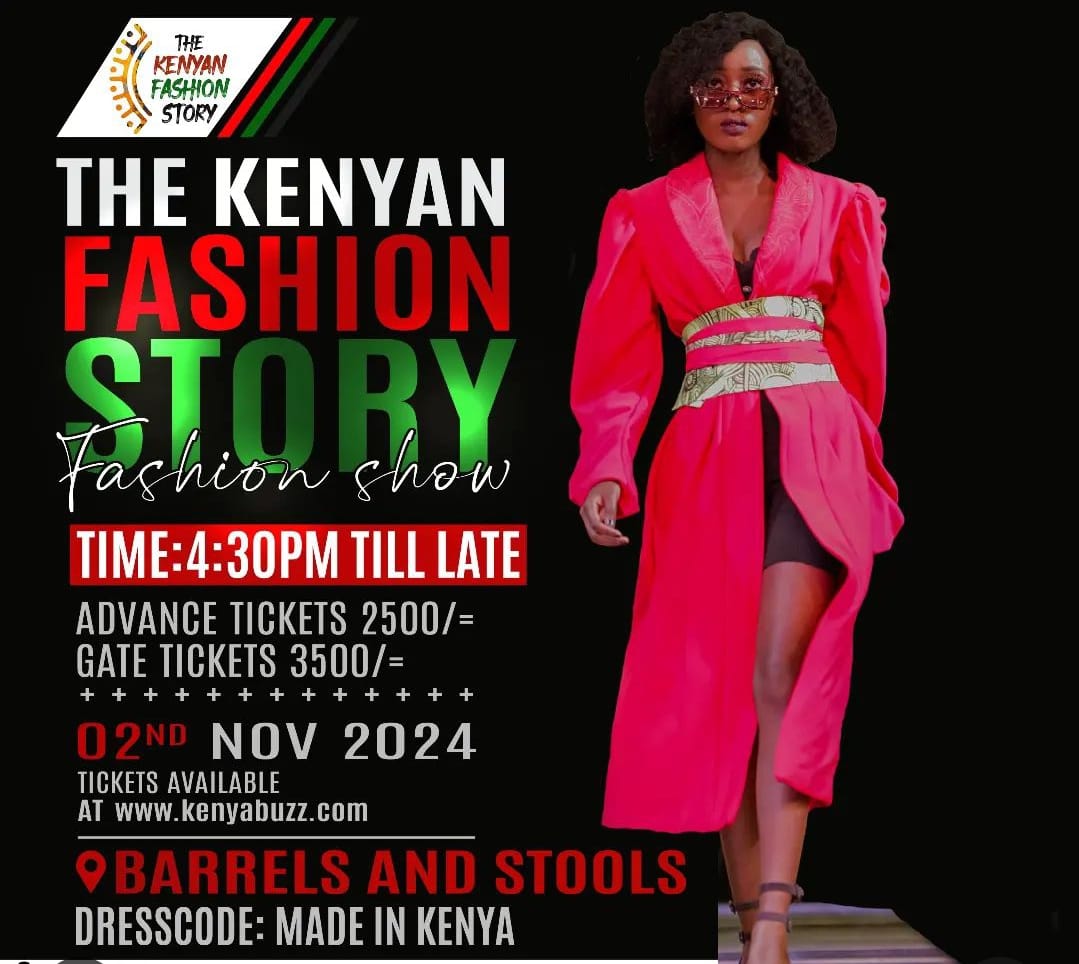 THE
KENYAN
FASHION
STORY
THE KENYAN
FASHION
STORY
Fashion show
TIME:4:30PM TILL LATE
ADVANCE TICKETS 2500/=
GATE TICKETS 3500/=
+ + + + + + + + + + + + +
02ND NOV 2024
TICKETS AVAILABLE
AT www.kenyabuzz.com
BARRELS AND STOOLS
DRESSCODE: MADE IN KENYA